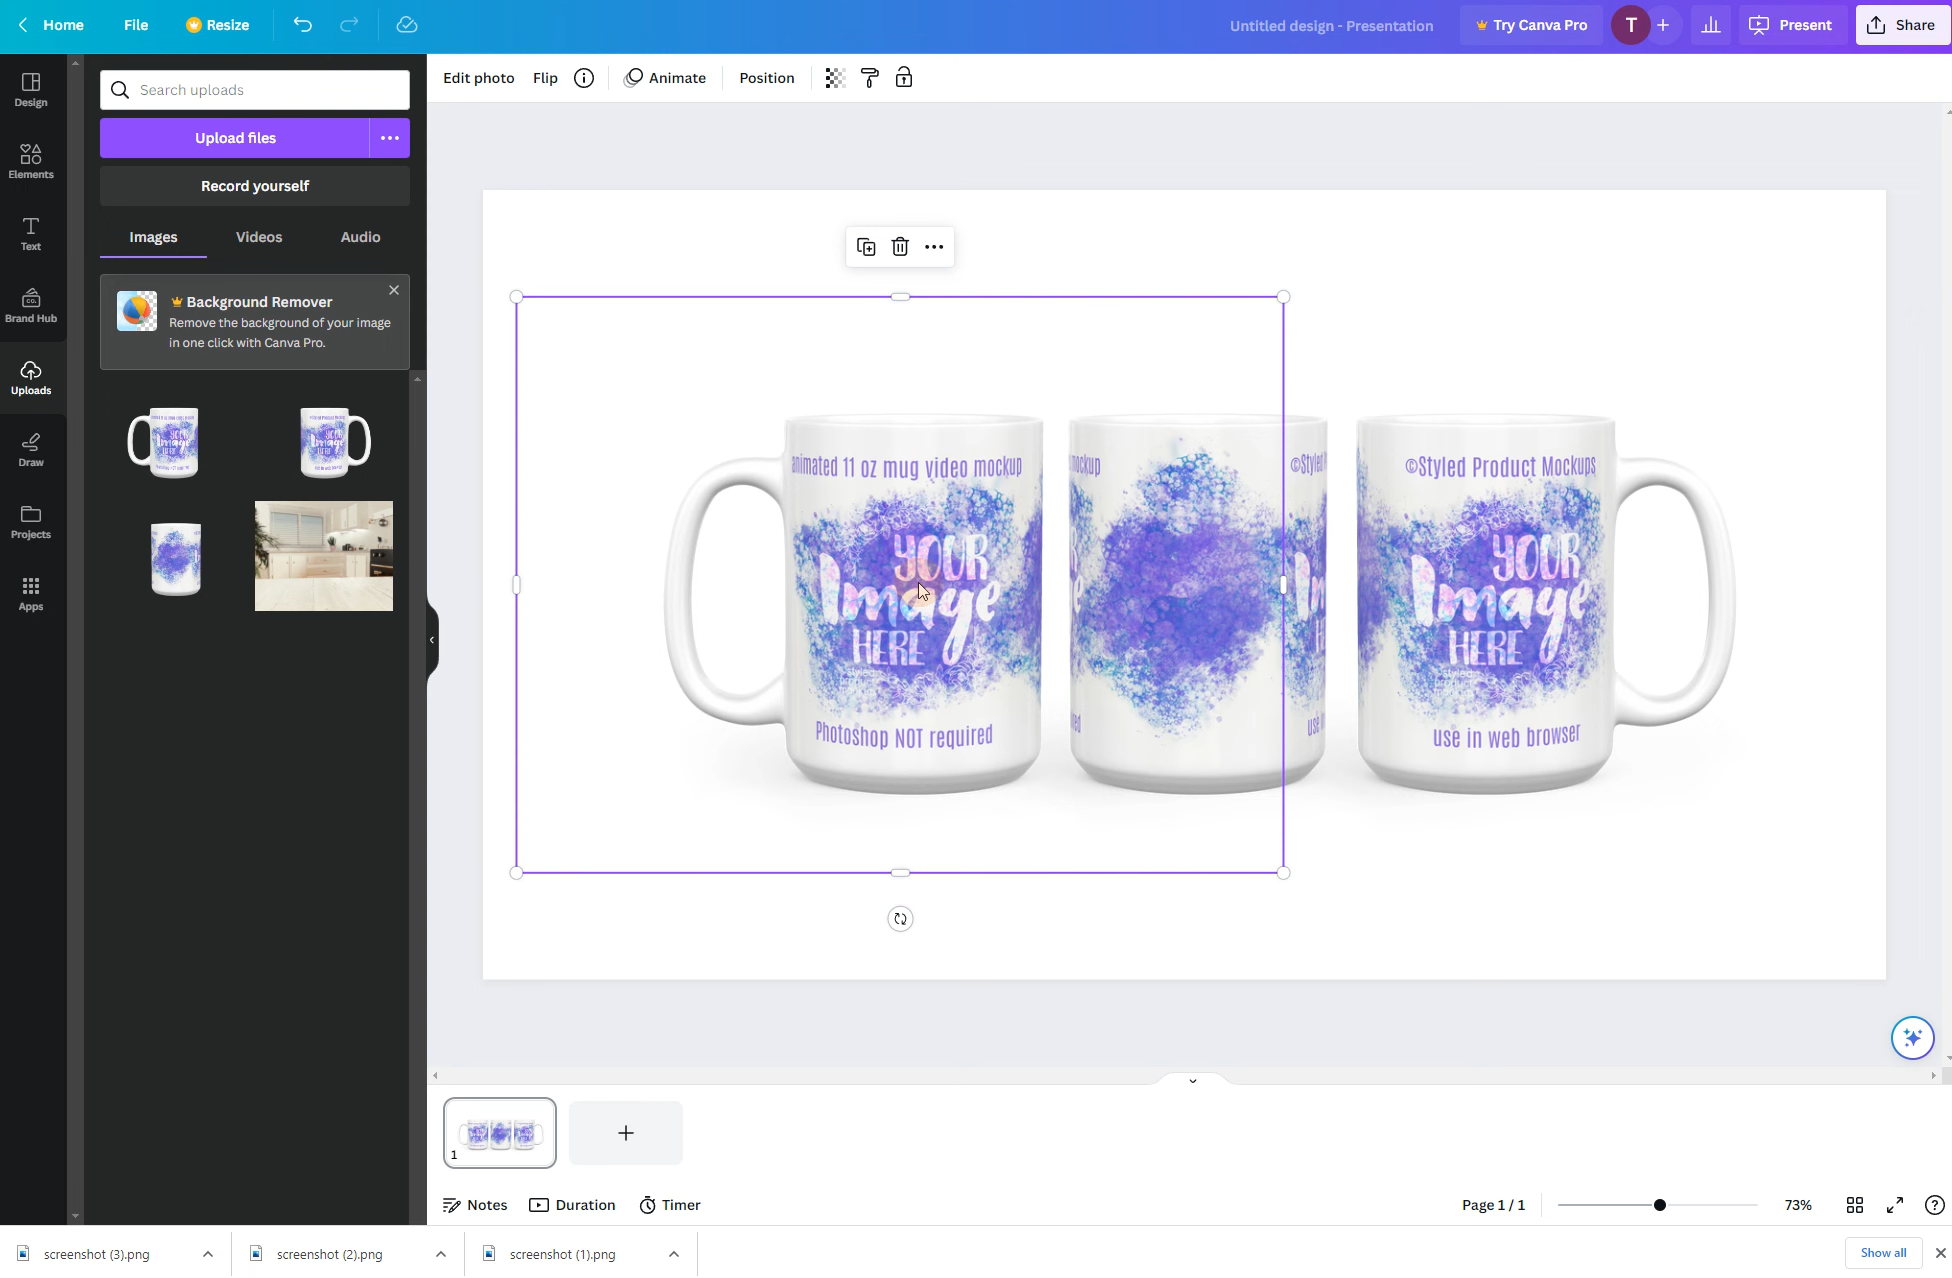 Home
File
Resize
Untitled design - Presentation
Try Canva Pro
T
Present
Share
Design
Elements
Text
Brand Hub
Uploads
Draw
Projects
Apps
Search uploads
Upload files
Record yourself
Images
Videos
Audio
Background Remover
Remove the background of your image
in one click with Canva Pro.
Edit photo
Flip
Animate
Position
animated 11 oz mug video mockup
YOUR
Image
HERE
Photoshop NOT required
mockup
©Styled
©Styled Product Mockups
YOUR
Image
HERE
use in web browser
1
Notes
Duration
Timer
Page 1 / 1
73%
screenshot (3).png
screenshot (2).png
screenshot (1).png
Show all